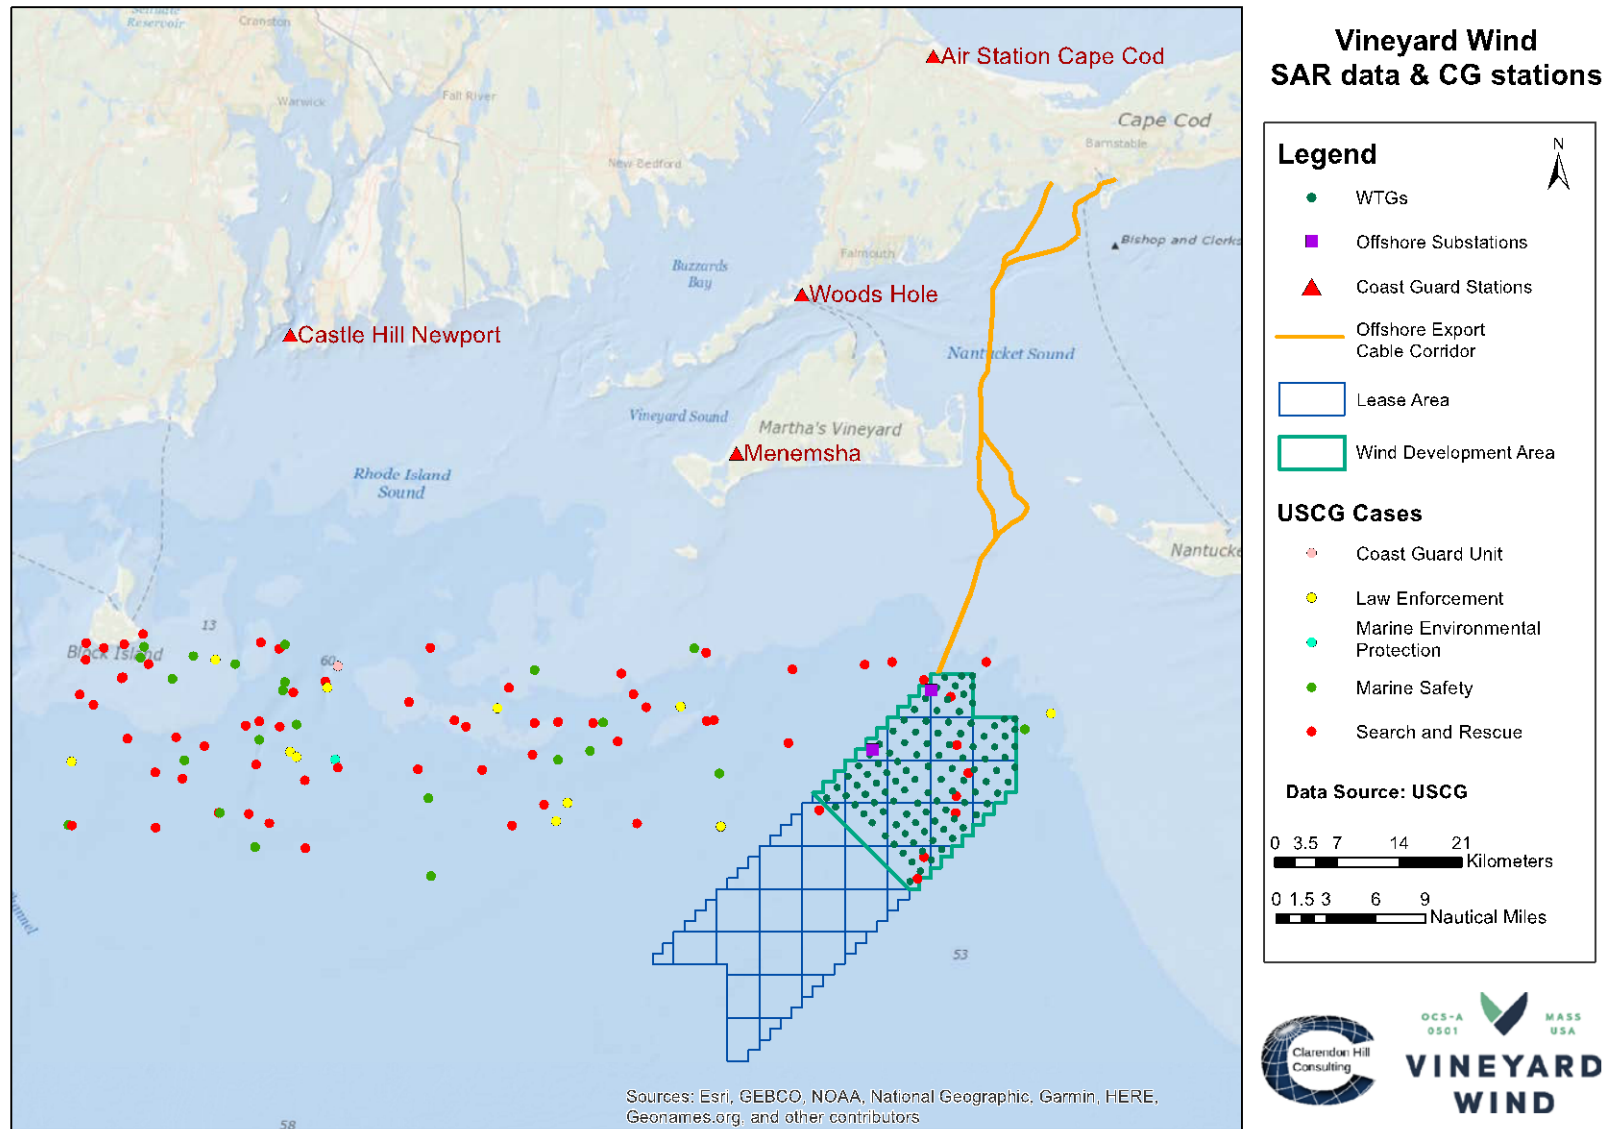 Scituate
Reservoir
Cranston
Air Station Cape Cod
Warwick
Fall River
Cape Cod
Barnstable
New Bedford
Bishop and Clerks
Falmouth
Buzzards
Bay
Woods Hole
Castle Hill Newport
Nantucket Sound
Vineyard Sound
Martha's Vineyard
Menemsha
Rhode Island
Sound
Nantucke
13
Block Island
60
53
58
Sources: Esri, GEBCO, NOAA, National Geographic, Garmin, HERE,
Geonames.org, and other contributors
Vineyard Wind
SAR data & CG stations
Legend
N
WTGs
Offshore Substations
Coast Guard Stations
Offshore Export
Cable Corridor
Lease Area
Wind Development Area
USCG Cases
Coast Guard Unit
Law Enforcement
Marine Environmental
Protection
Marine Safety
Search and Rescue
Data Source: USCG
0 3.5 7 14 21
Kilometers
0 1.5 3 6 9
Nautical Miles
Clarendon Hill
Consulting
OCS-A
0501
MASS
USA
VINEYARD
WIND